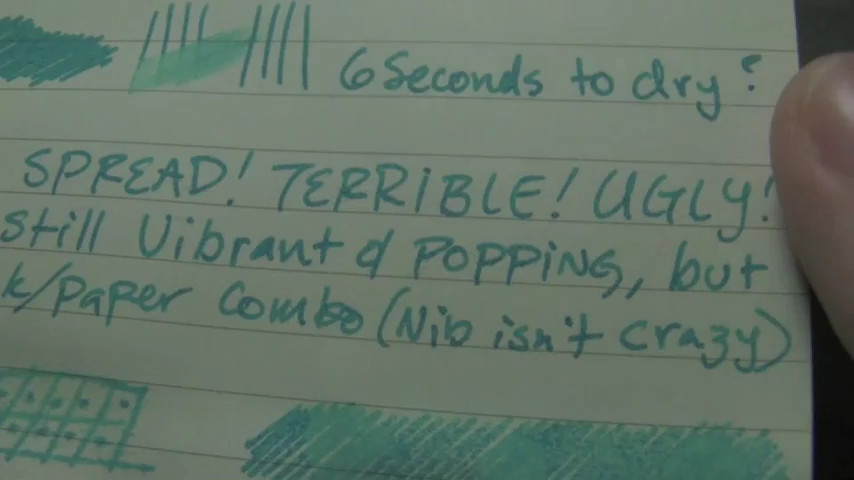 6 Seconds to dry?
SPREAD! TERRIBLE! UGLY!
still Vibrant & POPPiNG, but
k/Paper Combo (Nib isn't crazy)